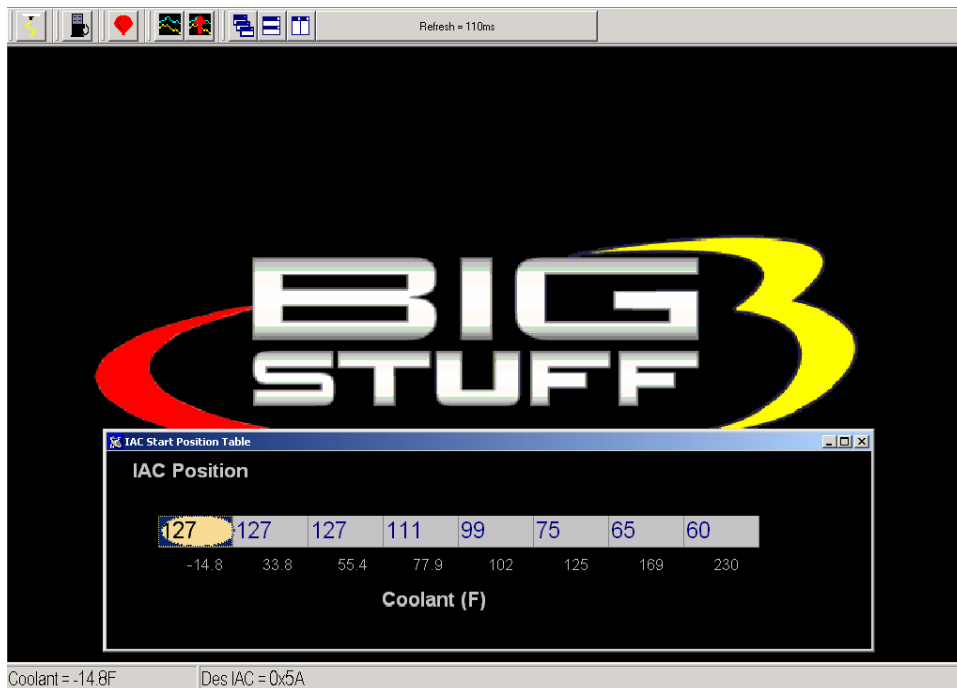 Refresh = 110ms
BIG 3
STUFF
IAC Start Position Table
IAC Position
127 127 127 111 99 75 65 60
-14.8 33.8 55.4 77.9 102 125 169 230
Coolant (F)
Coolant = -14.8F Des IAC = 0x5A